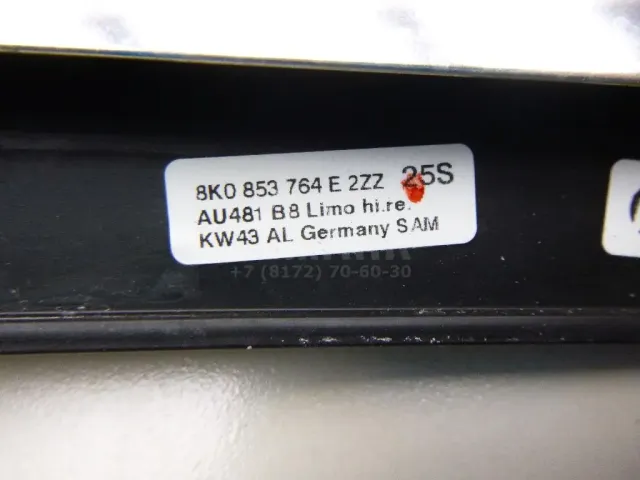 8K0 853 764 E 2ZZ 25S
AU481 B8 Limo hi.re.
KW43 AL Germany SAM
+7 (8172) 70-60-30